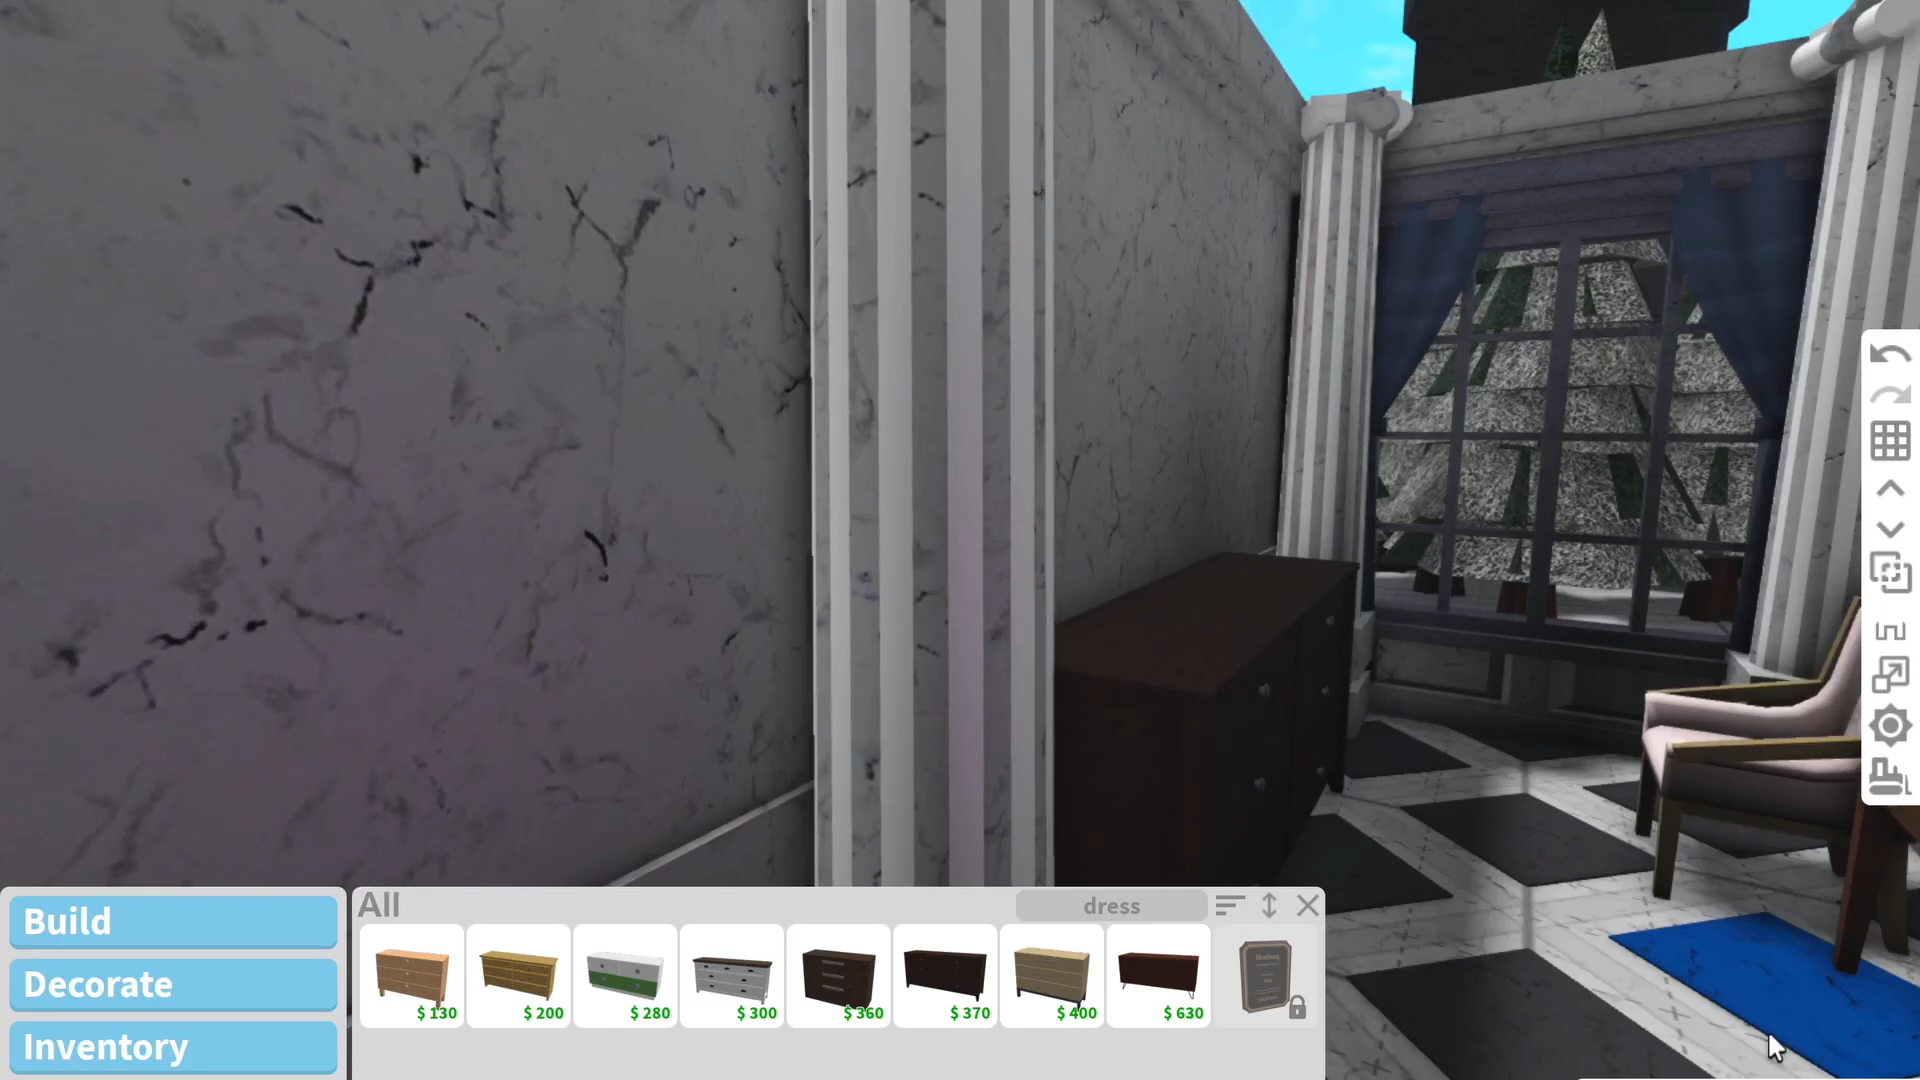 All
dress
Build
$ 130
$ 200
$ 280
$ 300
$ 360
$ 370
$ 400
$ 630
Decorate
Inventory